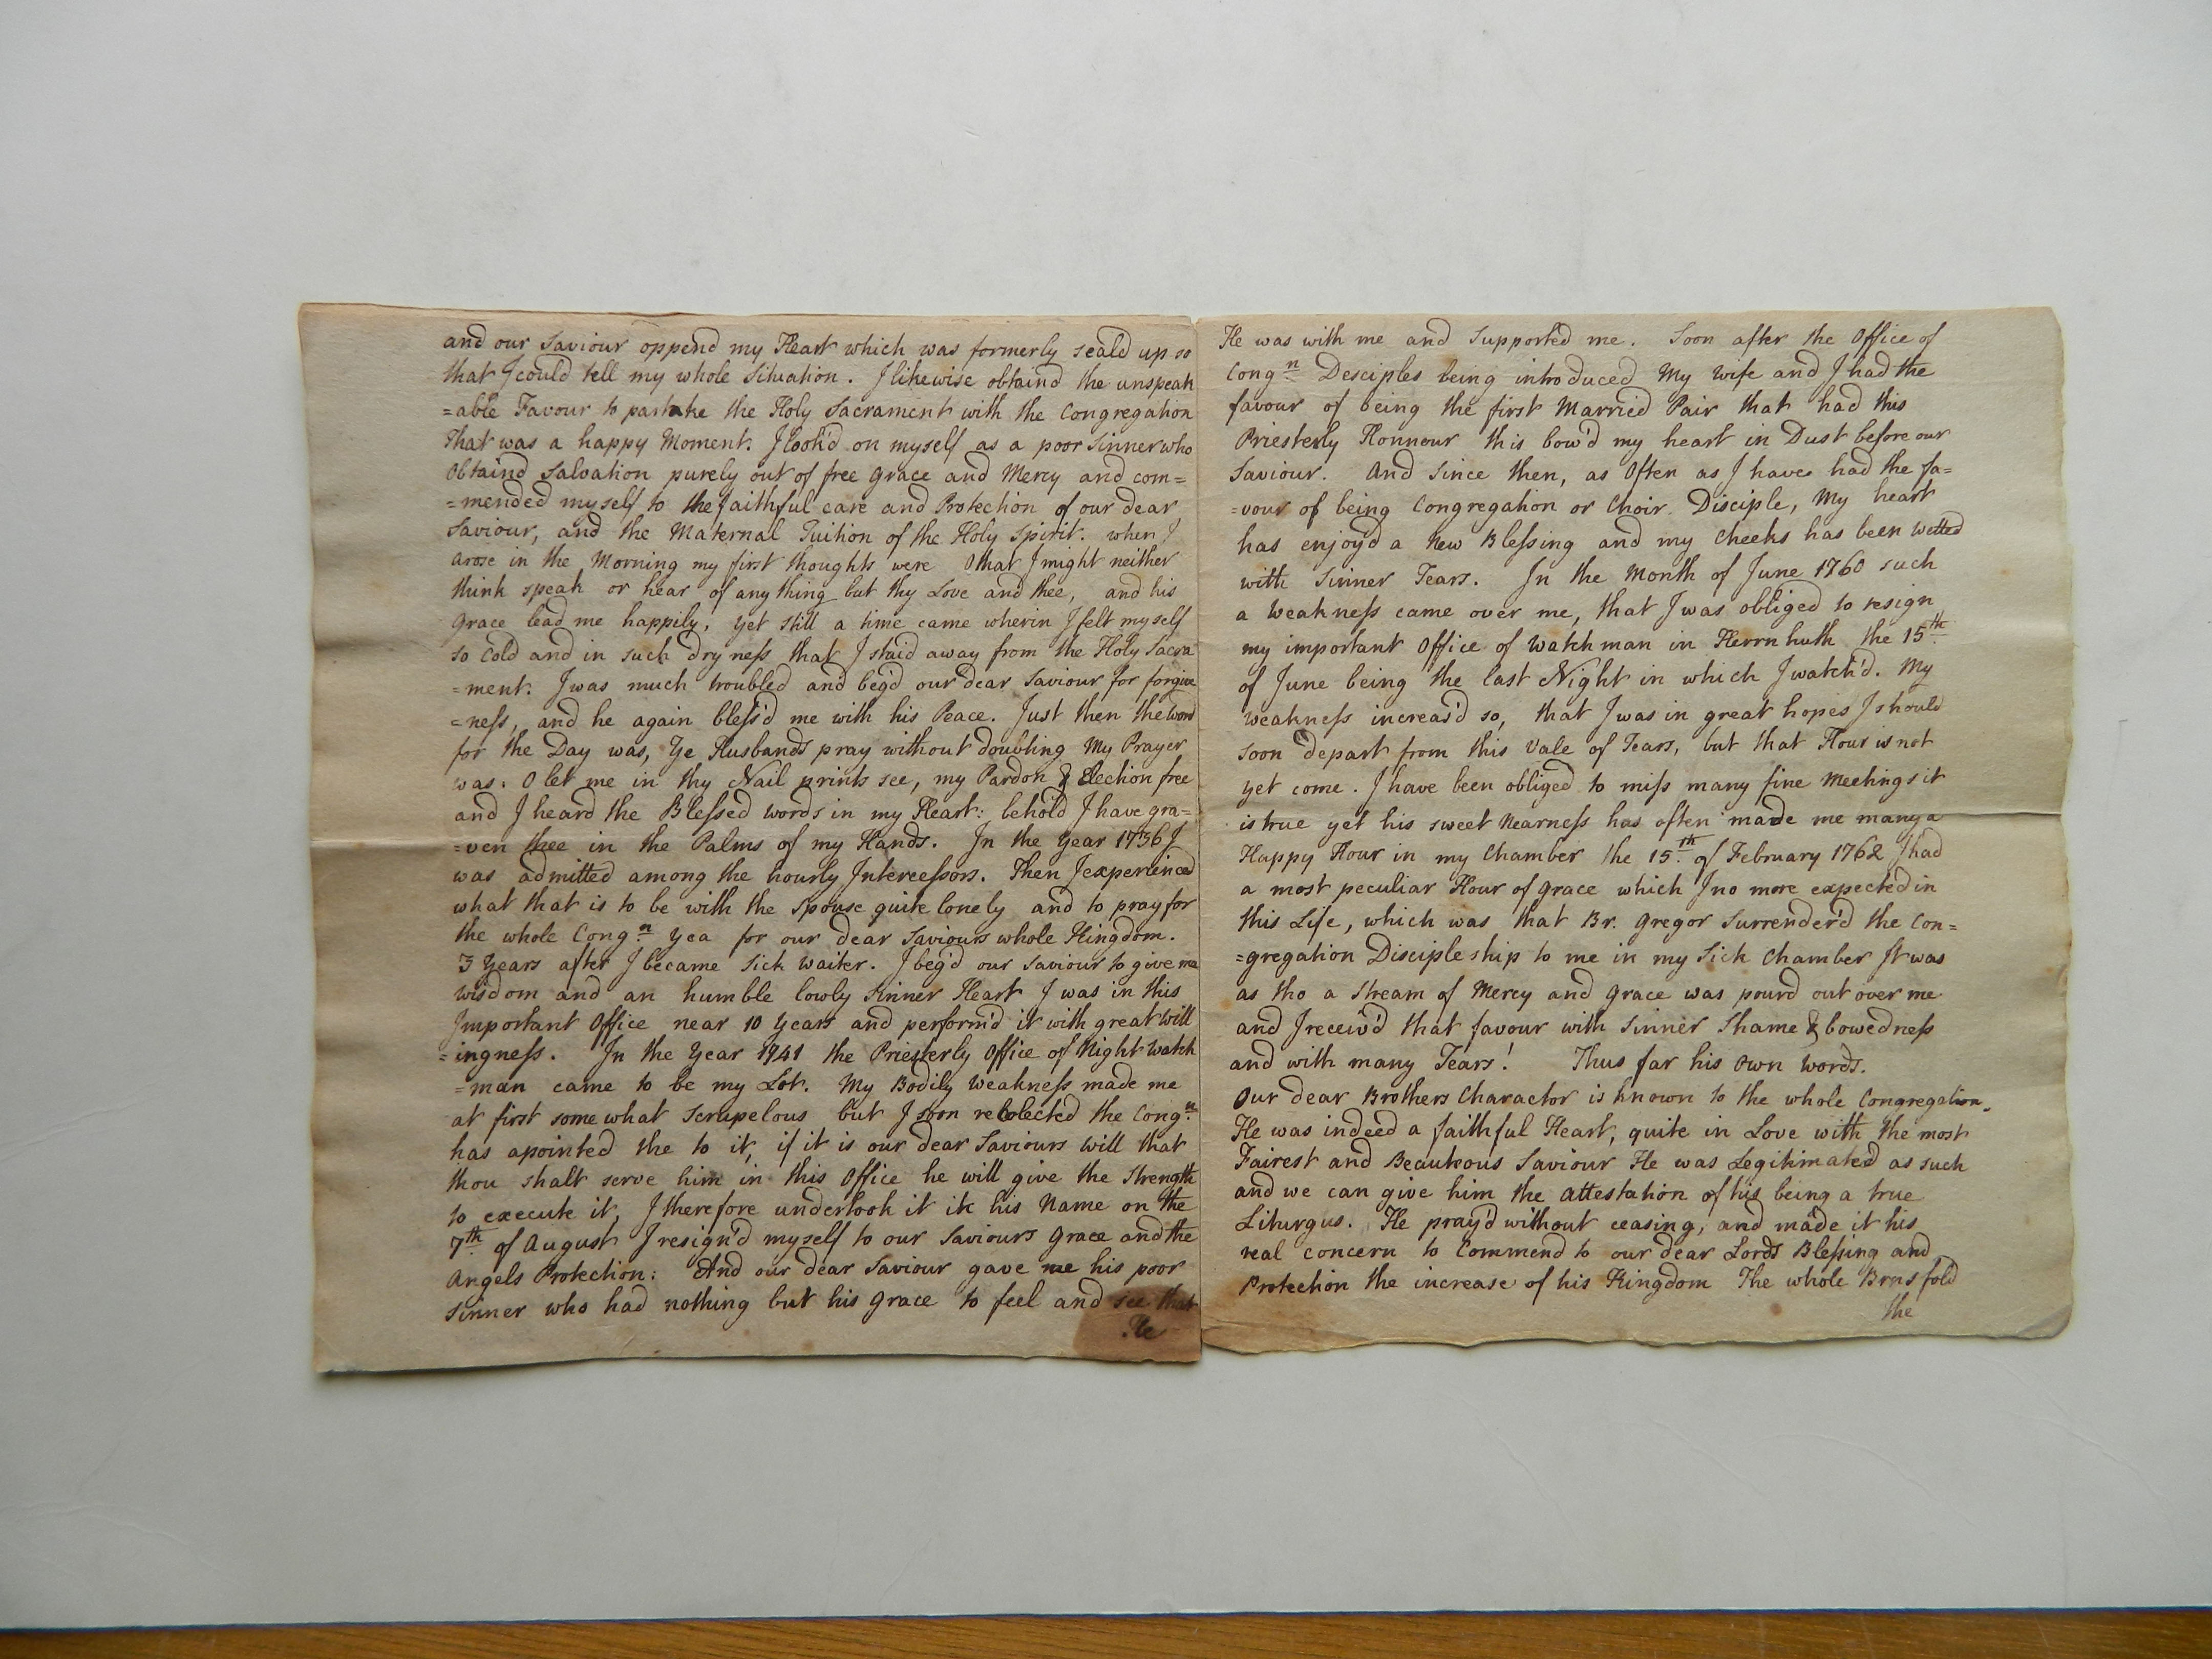 and our Saviour oppend my Heart which was formerly seald up so
that I could tell my whole Situation. I likewise obtaind the unspeak
=able Favour to partake the Holy Sacrament with the Congregation
That was a happy Moment. I look'd on myself as a poor Sinner who
Obtaind Salvation purely out of free Grace and Mercy and com=
=mended myself to the faithful care and Protection of our dear
Saviour, and the Maternal Tuition of the Holy Spirit. when I
arose in the Morning my first thoughts were O that I might neither
think speak or hear of any thing but thy Love and thee, and his
Grace lead me happily, yet still a time came wherin I felt myself
so Cold and in such dryness that I staid away from the Holy Sacra
=ment. I was much troubled and beg'd our dear Saviour for forgive
=ness, and he again bless'd me with his Peace. Just then the word
for the Day was, Ye Husbands pray without doubting My Prayer
was. O let me in thy Nail prints see, my Pardon & Election free
and I heard the Blessed words in my Heart: behold I have gra=
=ven thee in the Palms of my Hands. In the Year 1736 I
was admitted among the hourly Intercessors. Then I experienced
what that is to be with the Spouse quite lonely and to pray for
the whole Congn. Yea for our dear Saviours whole Kingdom.
3 Years after I became Sick Waiter. I beg'd our Saviour to give me
wisdom and an humble lowly Sinner Heart I was in this
Important Office near 10 Years and perform'd it with great Will
=ingness. In the Year 1741 the Priesterly Office of Night Watch
=man came to be my Lot. My Bodily Weakness made me
at first some what Scrupelous but I soon recolected the Congn.
has apointed the to it, if it is our dear Saviours Will that
thou shalt serve him in this Office he will give the Strength
to execute it, I therefore undertook it ik his Name on the
7th. of August I resign'd myself to our Saviours Grace and the
Angels Protection: And our dear Saviour gave me his poor
Sinner who had nothing but his Grace to feel and see that
He
He was with me and Supported me. Soon after the Office of
Congn. Desciples being introduced My Wife and I had the
favour of being the first Married Pair that had this
Priesterly Honnour this bow'd my heart in Dust before our
Saviour. And Since then, as Often as I have had the fa=
=vour of being Congregation or Choir Disciple, My heart
has enjoy'd a New Blessing and my Cheeks has been Wetted
with Sinner Tears. In the Month of June 1760 such
a Weakness came over me, that I was obliged to resign
my important Office of Watchman in Herrnhuth the 15th.
of June being the last Night in which I watch'd. My
weakness increas'd so, that I was in great hopes I should
soon depart from this Vale of Tears, but that Hour is not
yet come. I have been obliged to miss many fine Meetings it
is true yet his sweet Nearness has often made me many a
Happy Hour in my Chamber the 15th. of February 1762 I had
a most peculiar Hour of Grace which I no more expected in
this Life, which was that Br. Gregor Surrender'd the Con=
=gregation Discipleship to me in my Sick Chamber It was
as tho a Stream of Mercy and Grace was pourd out over me
and I receiv'd that favour with Sinner Shame & bowedness
and with many Tears! Thus far his own words.
Our dear Brothers Charactor is known to the whole Congregation.
He was indeed a faithful Heart, quite in Love with the most
Fairest and Beauteous Saviour He was Legitimated as such
and we can give him the attestation of his being a true
Liturgus. He pray'd without ceasing, and made it his
real concern to Commend to our dear Lords Blessing and
Protection the increase of his Kingdom The whole Brns fold
the